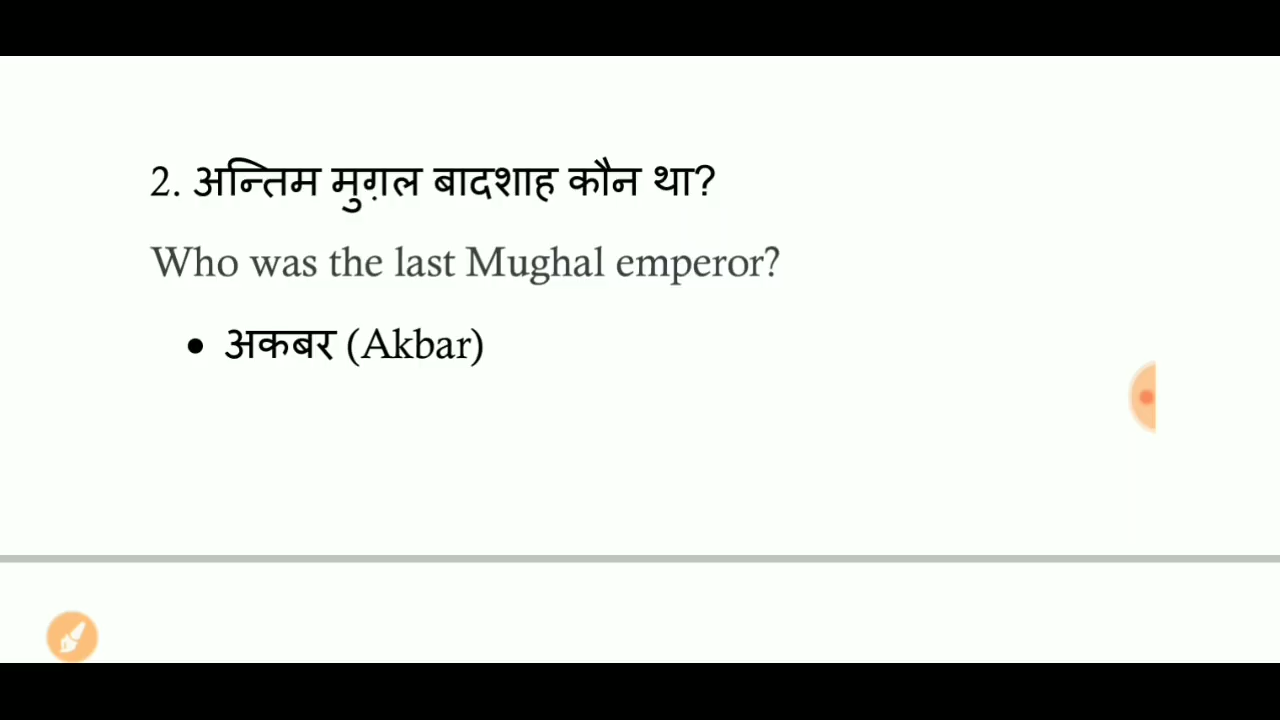 2. अन्तिम मुग़ल बादशाह कौन था?
Who was the last Mughal emperor?
• अकबर (Akbar)